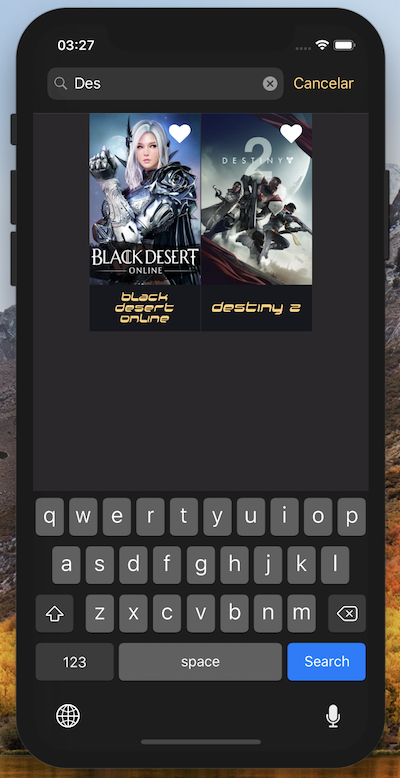 03:27
Des
Cancelar
DESTINY 2
BLACK DESERT
ONLINE
black
desert
online
destiny 2
q w e r t y u i o p
a s d f g h j k l
z x c v b n m
123
space
Search